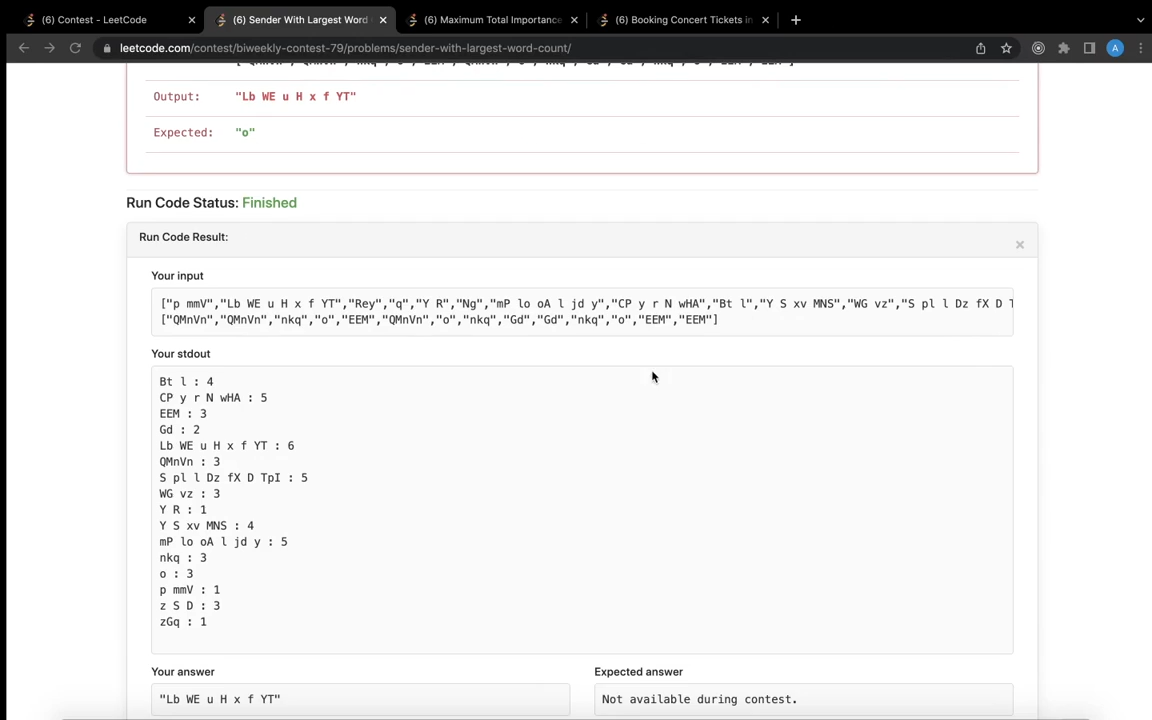 (6) Contest - LeetCode
(6) Sender With Largest Word
(6) Maximum Total Importance
(6) Booking Concert Tickets in
leetcode.com/contest/biweekly-contest-79/problems/sender-with-largest-word-count/
A
Output: "Lb WE u H x f YT"
Expected: "o"
Run Code Status: Finished
Run Code Result:
Your input
["p mmV","Lb WE u H x f YT","Rey","q","Y R","Ng","mP lo oA l jd y","CP y r N wHA","Bt l","Y S xv MNS","WG vz","S pl l Dz fX D T
["QMnVn","QMnVn","nkq","o","EEM","QMnVn","o","nkq","Gd","Gd","nkq","o","EEM","EEM"]
Your stdout
Bt l : 4
CP y r N wHA : 5
EEM : 3
Gd : 2
Lb WE u H x f YT : 6
QMnVn : 3
S pl l Dz fX D TpI : 5
WG vz : 3
Y R : 1
Y S xv MNS : 4
mP lo oA l jd y : 5
nkq : 3
o : 3
p mmV : 1
z S D : 3
zGq : 1
Your answer
Expected answer
"Lb WE u H x f YT"
Not available during contest.